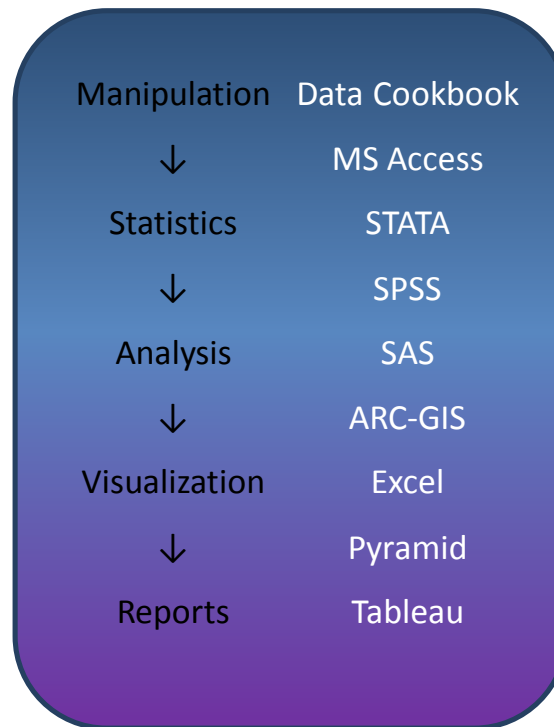 Manipulation Data Cookbook
↓ MS Access
Statistics STATA
↓ SPSS
Analysis SAS
↓ ARC-GIS
Visualization Excel
↓ Pyramid
Reports Tableau